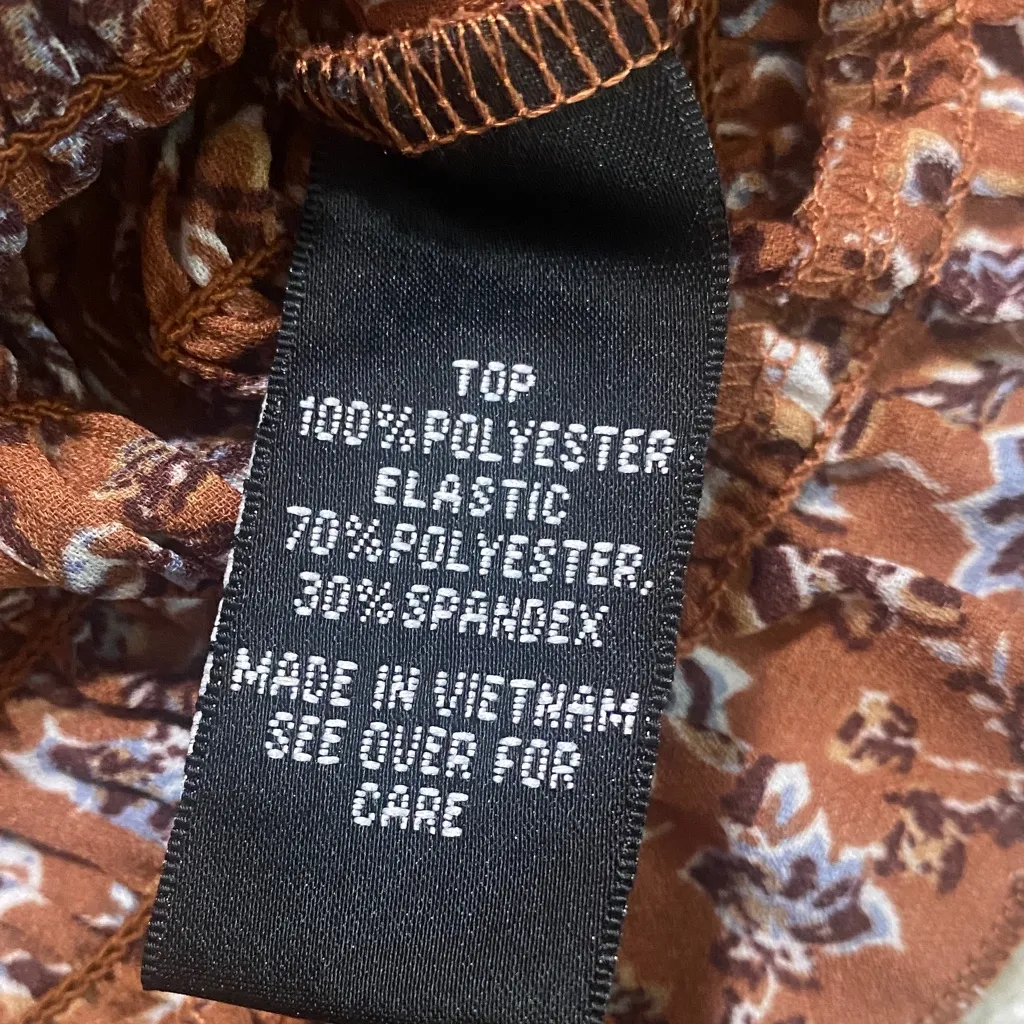 TOP
100%POLYESTER
ELASTIC
70%POLYESTER,
30%SPANDEX
MADE IN VIETNAM
SEE OVER FOR
CARE